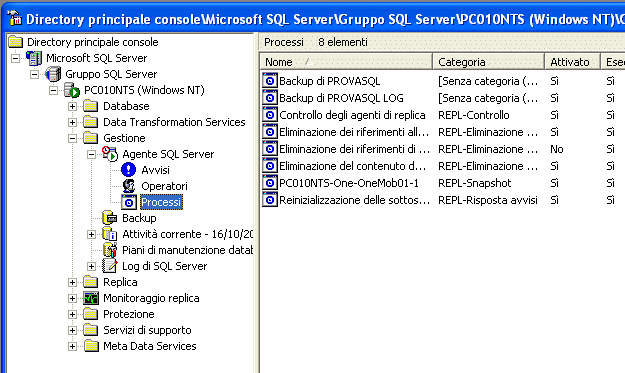 Directory principale console\Microsoft SQL Server\Gruppo SQL Server\PC010NTS (Windows NT)\
Directory principale console
Microsoft SQL Server
Gruppo SQL Server
PC010NTS (Windows NT)
Database
Data Transformation Services
Gestione
Agente SQL Server
Avvisi
Operatori
Processi
Backup
Attività corrente - 16/10/20
Piani di manutenzione datab
Log di SQL Server
Replica
Monitoraggio replica
Protezione
Servizi di supporto
Meta Data Services
Processi 8 elementi
Nome Categoria Attivato Esec
Backup di PROVASQL [Senza categoria (... Sì Sì
Backup di PROVASQL LOG [Senza categoria (... Sì Sì
Controllo degli agenti di replica REPL-Controllo Sì Sì
Eliminazione dei riferimenti all... REPL-Eliminazione ... Sì Sì
Eliminazione dei riferimenti di ... REPL-Eliminazione ... No Sì
Eliminazione del contenuto d... REPL-Eliminazione ... Sì Sì
PC010NTS-One-OneMob01-1 REPL-Snapshot Sì Sì
Reinizializzazione delle sottos... REPL-Risposta avvisi Sì Sì